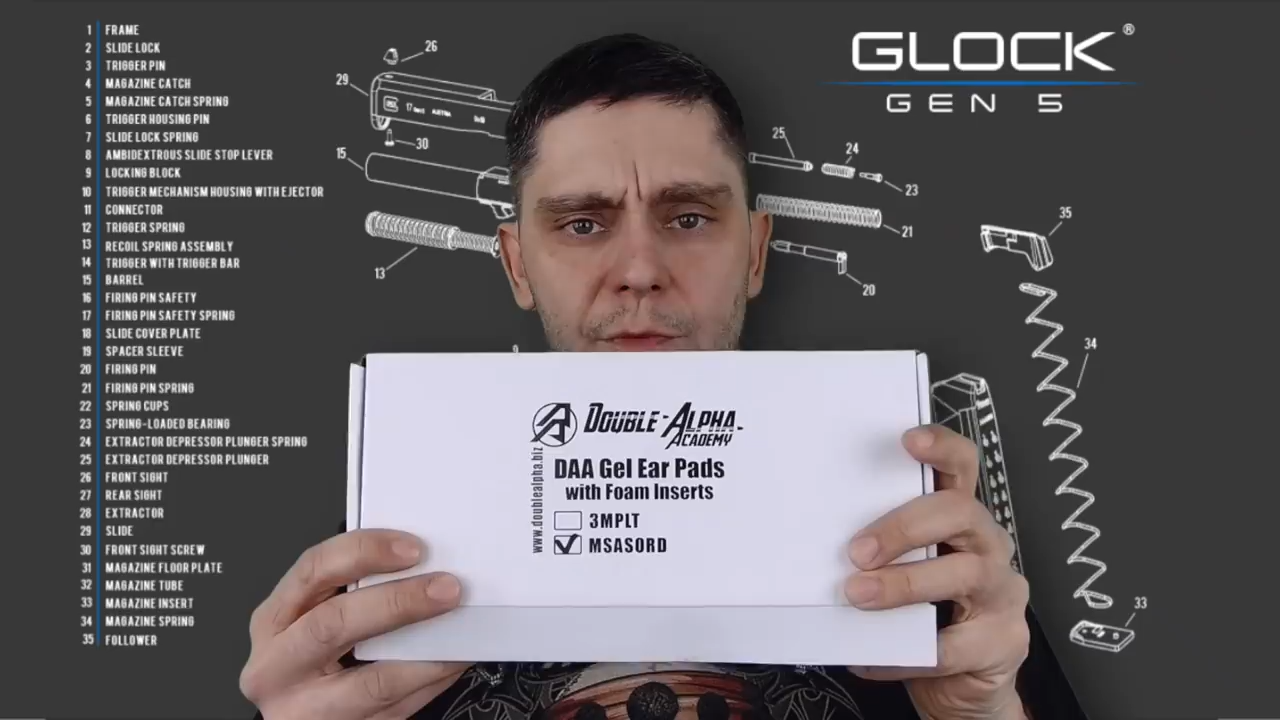 1 FRAME
2 SLIDE LOCK
3 TRIGGER PIN
4 MAGAZINE CATCH
5 MAGAZINE CATCH SPRING
6 TRIGGER HOUSING PIN
7 SLIDE LOCK SPRING
8 AMBIDEXTROUS SLIDE STOP LEVER
9 LOCKING BLOCK
10 TRIGGER MECHANISM HOUSING WITH EJECTOR
11 CONNECTOR
12 TRIGGER SPRING
13 RECOIL SPRING ASSEMBLY
14 TRIGGER WITH TRIGGER BAR
15 BARREL
16 FIRING PIN SAFETY
17 FIRING PIN SAFETY SPRING
18 SLIDE COVER PLATE
19 SPACER SLEEVE
20 FIRING PIN
21 FIRING PIN SPRING
22 SPRING CUPS
23 SPRING-LOADED BEARING
24 EXTRACTOR DEPRESSOR PLUNGER SPRING
25 EXTRACTOR DEPRESSOR PLUNGER
26 FRONT SIGHT
27 REAR SIGHT
28 EXTRACTOR
29 SLIDE
30 FRONT SIGHT SCREW
31 MAGAZINE FLOOR PLATE
32 MAGAZINE TUBE
33 MAGAZINE INSERT
34 MAGAZINE SPRING
35 FOLLOWER
26
29
17 Gen5 AUSTRIA 9x19
30
15
13
9
GLOCK®
GEN 5
25
24
23
21
20
35
34
33
DOUBLE-ALPHA
ACADEMY
www.doublealpha.biz
DAA Gel Ear Pads
with Foam Inserts
3MPLT
MSASORD